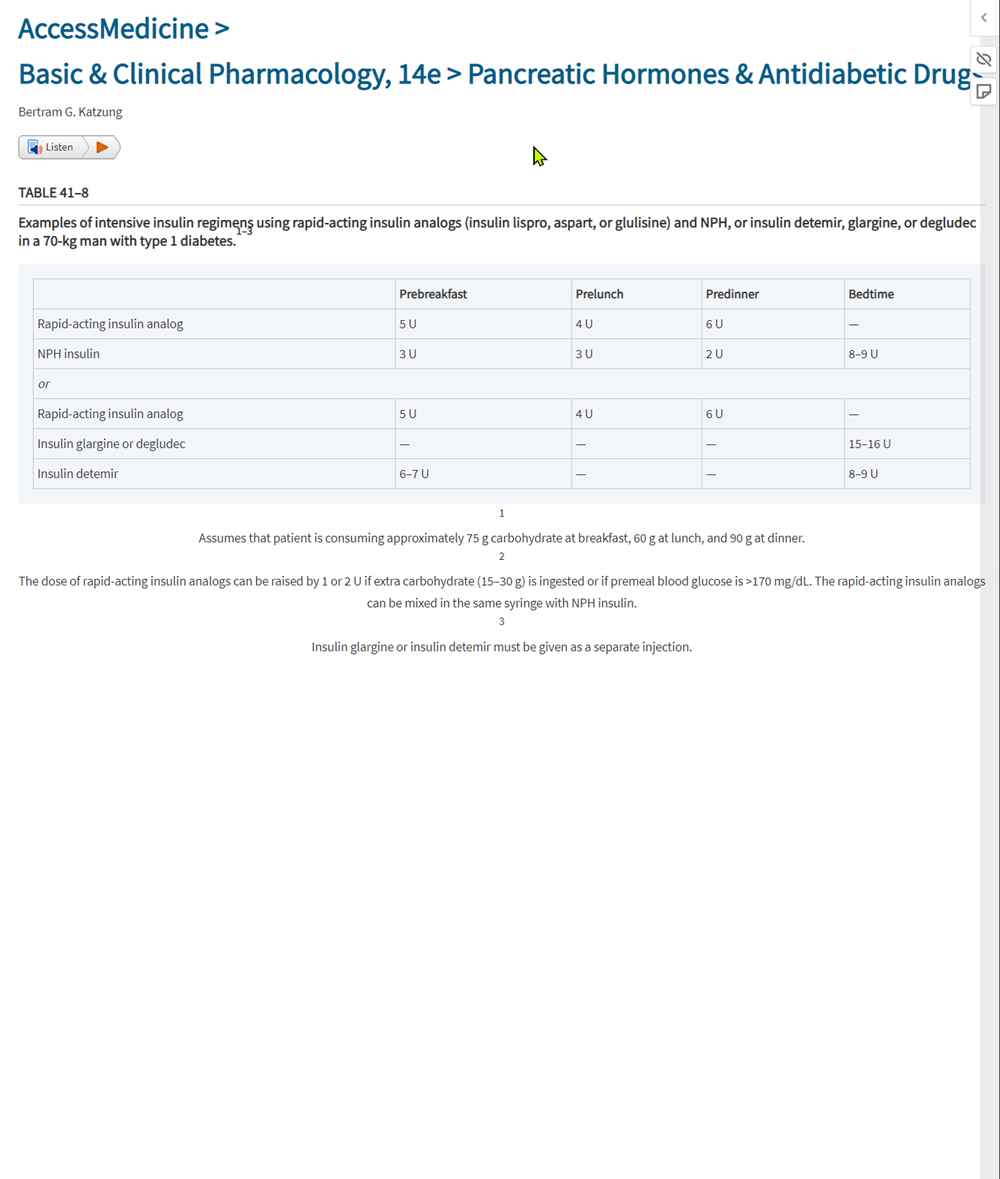 AccessMedicine >
Basic & Clinical Pharmacology, 14e > Pancreatic Hormones & Antidiabetic Drugs
Bertram G. Katzung
Listen
TABLE 41–8
Examples of intensive insulin regimens using rapid-acting insulin analogs (insulin lispro, aspart, or glulisine) and NPH, or insulin detemir, glargine, or degludec
in a 70-kg man with type 1 diabetes.1–3
Prebreakfast Prelunch Predinner Bedtime
Rapid-acting insulin analog 5 U 4 U 6 U —
NPH insulin 3 U 3 U 2 U 8–9 U
or
Rapid-acting insulin analog 5 U 4 U 6 U —
Insulin glargine or degludec — — — 15–16 U
Insulin detemir 6–7 U — — 8–9 U
1
Assumes that patient is consuming approximately 75 g carbohydrate at breakfast, 60 g at lunch, and 90 g at dinner.
2
The dose of rapid-acting insulin analogs can be raised by 1 or 2 U if extra carbohydrate (15–30 g) is ingested or if premeal blood glucose is >170 mg/dL. The rapid-acting insulin analogs
can be mixed in the same syringe with NPH insulin.
3
Insulin glargine or insulin detemir must be given as a separate injection.